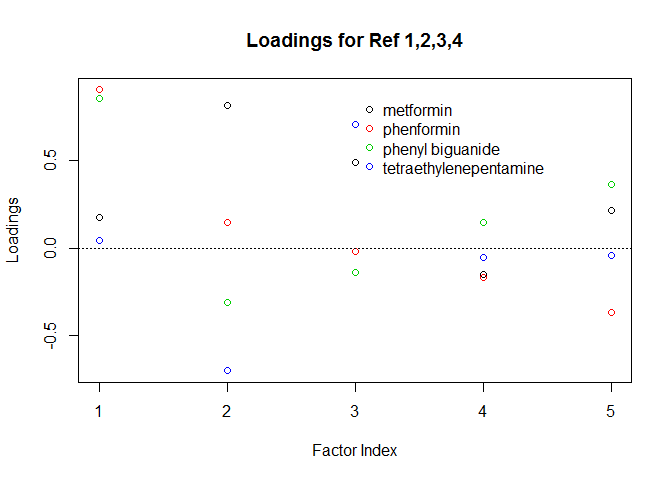 Loadings for Ref 1,2,3,4
metformin
phenformin
phenyl biguanide
tetraethylenepentamine
Loadings
0.5
0.0
-0.5
1 2 3 4 5
Factor Index